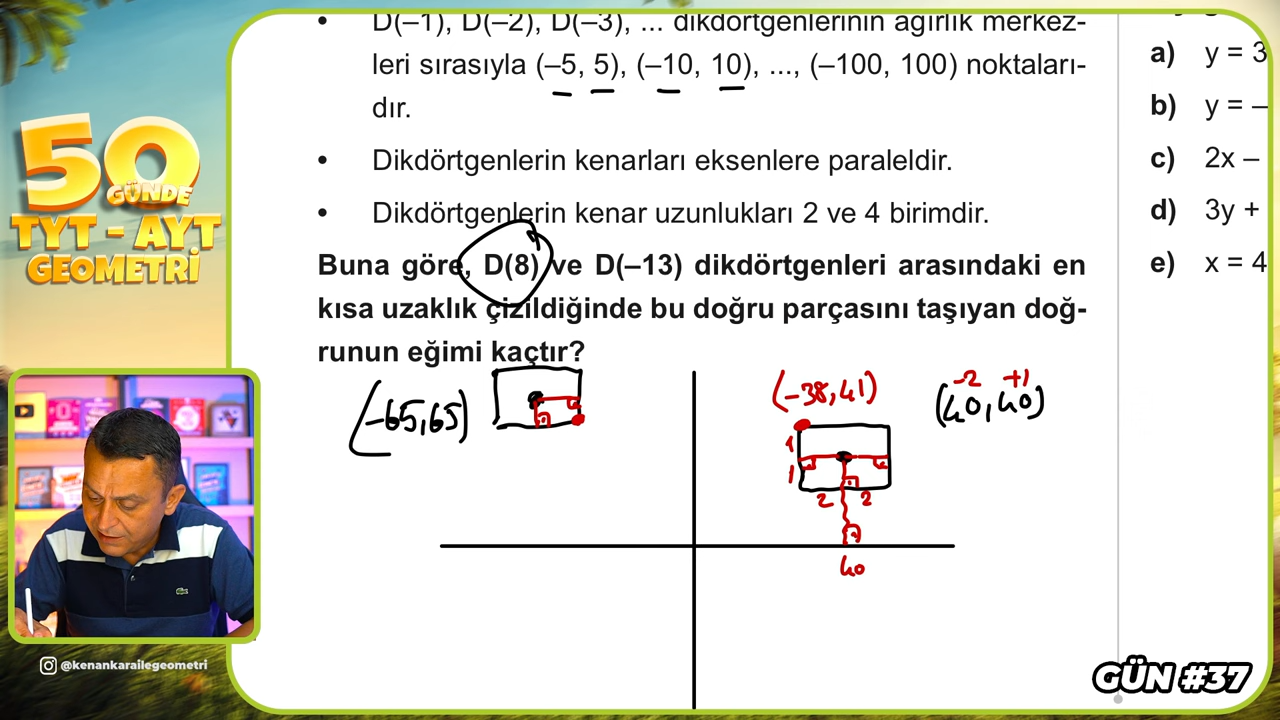 50
GÜNDE
TYT - AYT
GEOMETRİ
• D(–1), D(–2), D(–3), ... dikdörtgenlerinin ağırlık merkez-
leri sırasıyla (–5, 5), (–10, 10), ..., (–100, 100) noktaları-
dır.
• Dikdörtgenlerin kenarları eksenlere paraleldir.
• Dikdörtgenlerin kenar uzunlukları 2 ve 4 birimdir.
Buna göre, D(8) ve D(–13) dikdörtgenleri arasındaki en
kısa uzaklık çizildiğinde bu doğru parçasını taşıyan doğ-
runun eğimi kaçtır?
(-65,65)
(-38,41)
-2 +1
(40,40)
1
1
2 2
40
a) y = 3
b) y = –
c) 2x –
d) 3y +
e) x = 4
@kenankarailegeometri
GÜN #37